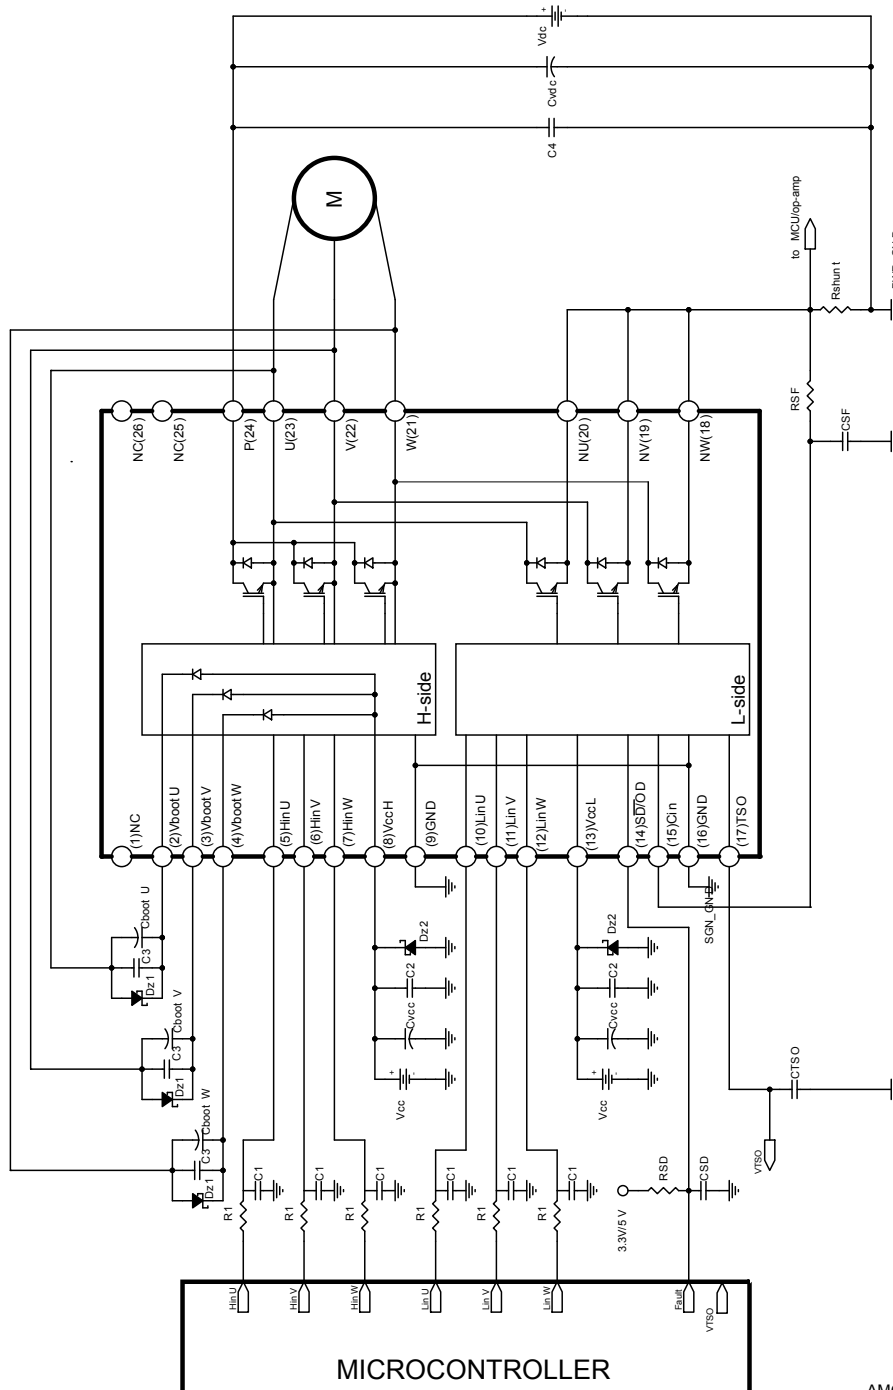 Vdc
+
-
Cvdc
C4
M
to MCU/op-amp
Rshunt
RSF
CSF
NC(26)
NC(25)
P(24)
U(23)
V(22)
W(21)
NU(20)
NV(19)
NW(18)
H-side
L-side
(1)NC
(2)VbootU
(3)VbootV
(4)VbootW
(5)HinU
(6)HinV
(7)HinW
(8)VccH
(9)GND
(10)LinU
(11)LinV
(12)LinW
(13)VccL
(14)SD/OD
(15)Cin
(16)GND
(17)TSO
SGN_GND
Cboot U
C3
Dz1
Cboot V
C3
Dz1
Cboot W
C3
Dz1
Dz2
C2
Cvcc
Vcc
+
-
Dz2
C2
Cvcc
Vcc
+
-
CTSO
VTSO
R1
C1
R1
C1
R1
C1
R1
C1
R1
C1
R1
C1
3.3V/5 V
RSD
CSD
Hin U
Hin V
Hin W
Lin U
Lin V
Lin W
Fault
VTSO
MICROCONTROLLER